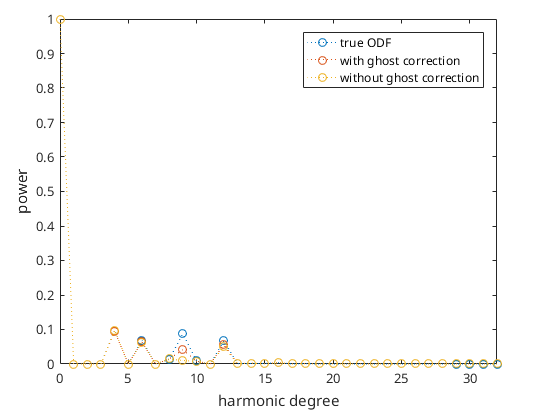 1
0.9
0.8
0.7
0.6
0.5
0.4
0.3
0.2
0.1
0
power
true ODF
with ghost correction
without ghost correction
0 5 10 15 20 25 30
harmonic degree